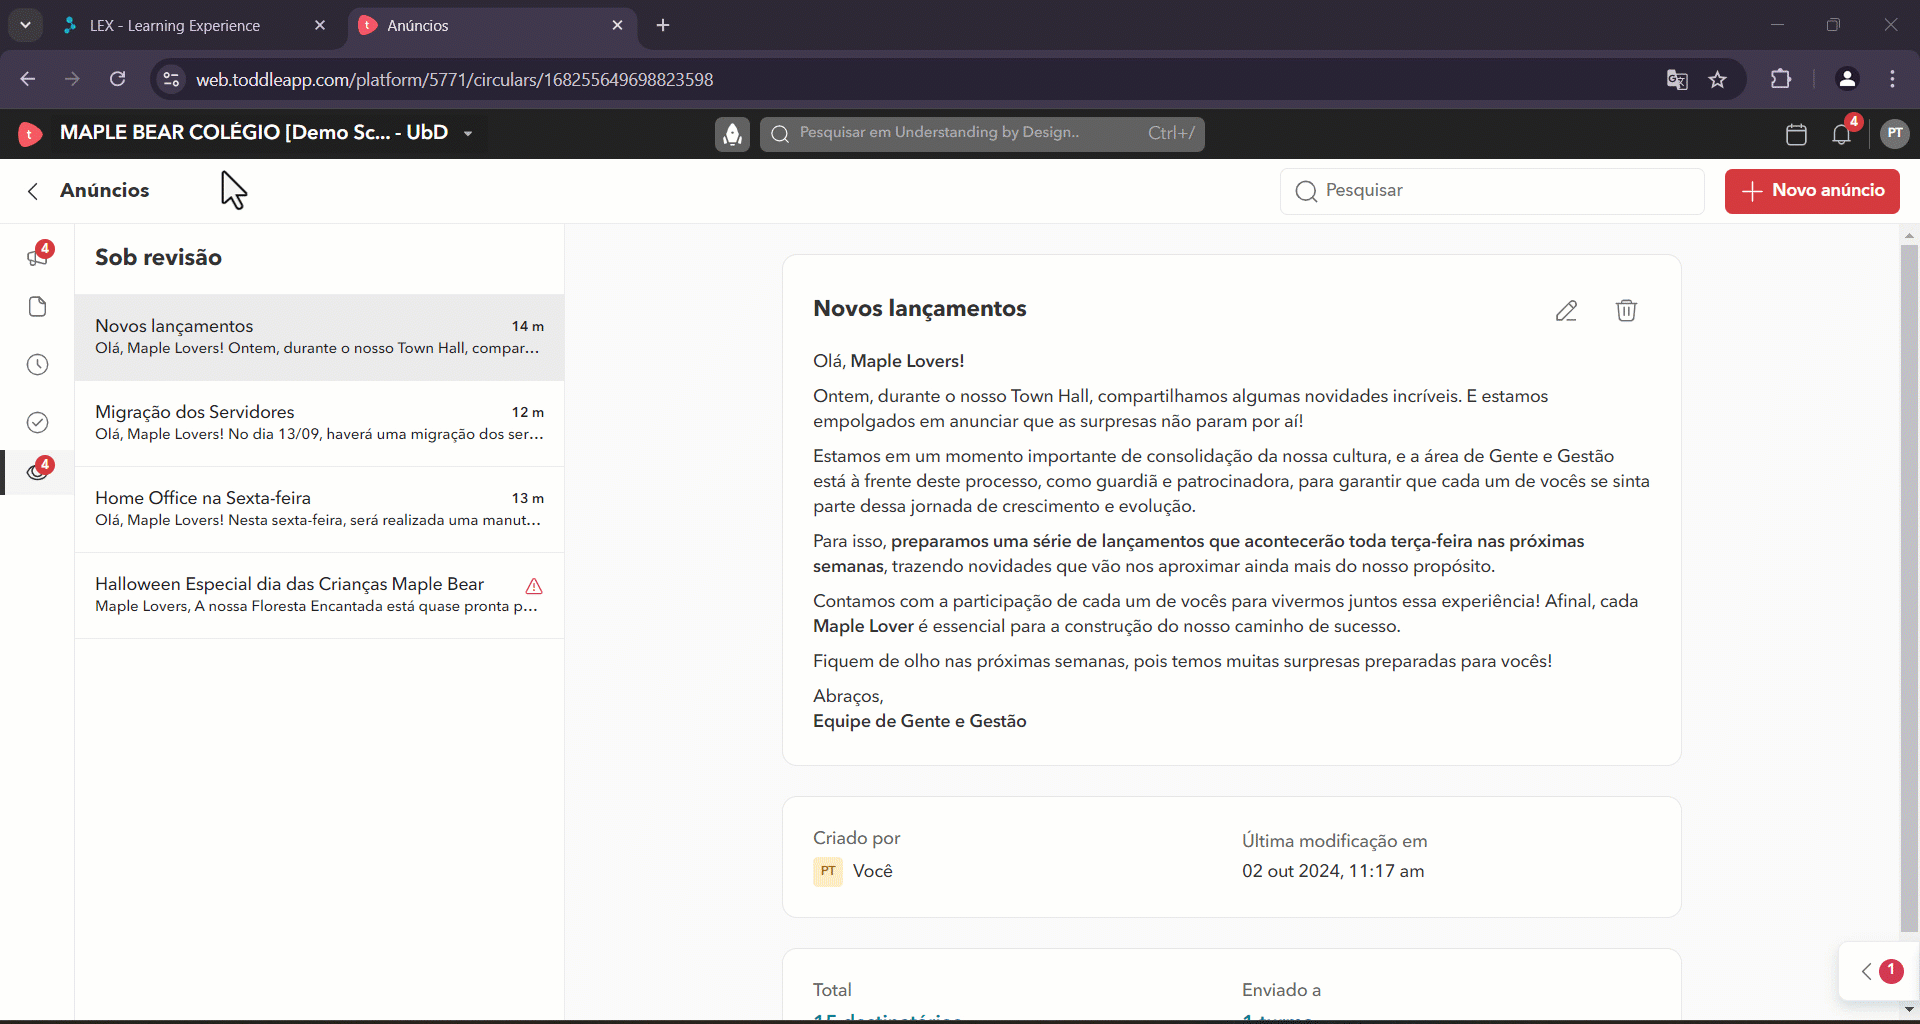 LEX - Learning Experience
Anúncios
web.toddleapp.com/platform/5771/circulars/168255649698823598
MAPLE BEAR COLÉGIO [Demo Sc... - UbD
Pesquisar em Understanding by Design.. Ctrl+/
4
PT
Anúncios
Pesquisar
Novo anúncio
4
4
Sob revisão
Novos lançamentos 14 m
Olá, Maple Lovers! Ontem, durante o nosso Town Hall, compar...
Migração dos Servidores 12 m
Olá, Maple Lovers! No dia 13/09, haverá uma migração dos ser...
Home Office na Sexta-feira 13 m
Olá, Maple Lovers! Nesta sexta-feira, será realizada uma manut...
Halloween Especial dia das Crianças Maple Bear
Maple Lovers, A nossa Floresta Encantada está quase pronta p...
Novos lançamentos
Olá, Maple Lovers!
Ontem, durante o nosso Town Hall, compartilhamos algumas novidades incríveis. E estamos
empolgados em anunciar que as surpresas não param por aí!
Estamos em um momento importante de consolidação da nossa cultura, e a área de Gente e Gestão
está à frente deste processo, como guardiã e patrocinadora, para garantir que cada um de vocês se sinta
parte dessa jornada de crescimento e evolução.
Para isso, preparamos uma série de lançamentos que acontecerão toda terça-feira nas próximas
semanas, trazendo novidades que vão nos aproximar ainda mais do nosso propósito.
Contamos com a participação de cada um de vocês para vivermos juntos essa experiência! Afinal, cada
Maple Lover é essencial para a construção do nosso caminho de sucesso.
Fiquem de olho nas próximas semanas, pois temos muitas surpresas preparadas para vocês!
Abraços,
Equipe de Gente e Gestão
Criado por
PT Você
Última modificação em
02 out 2024, 11:17 am
Total
15 destinatários
Enviado a
1 turma
1